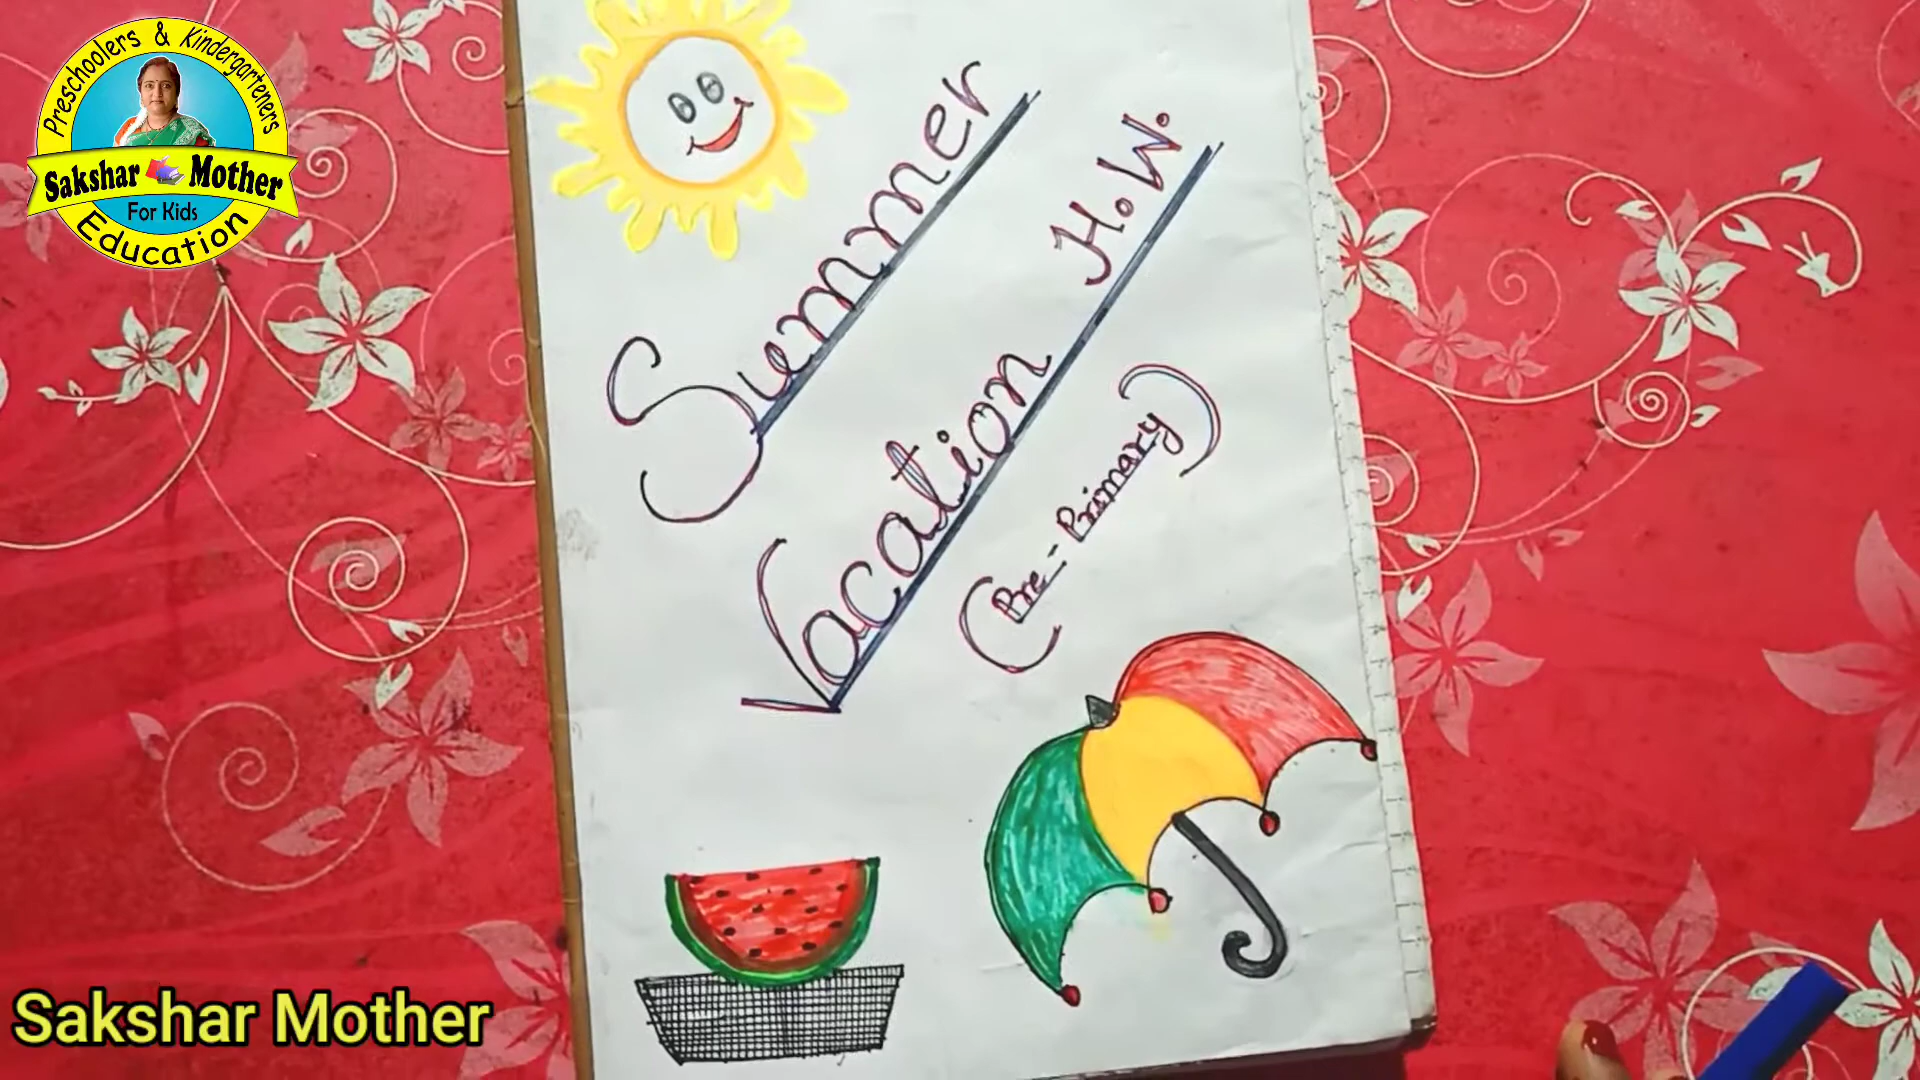 Preschoolers & Kindergarteners
Sakshar Mother
For Kids
Education
Summer
Vacation H.W.
(Pre-Primary)
Sakshar Mother